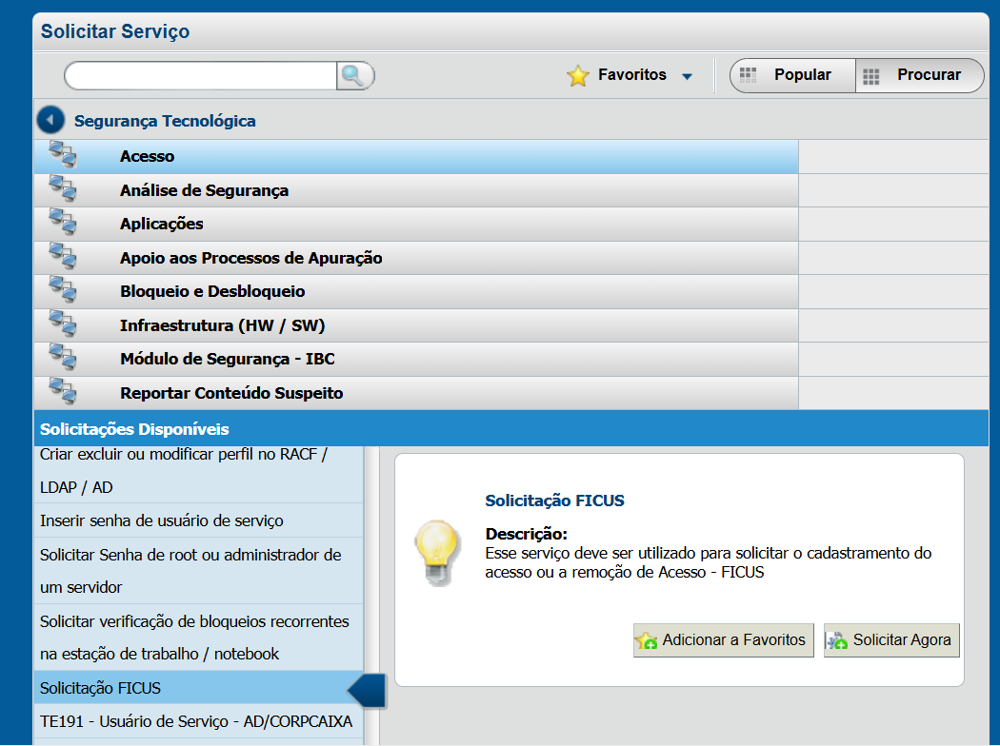 Solicitar Serviço
Favoritos
Popular
Procurar
Segurança Tecnológica
Acesso
Análise de Segurança
Aplicações
Apoio aos Processos de Apuração
Bloqueio e Desbloqueio
Infraestrutura (HW / SW)
Módulo de Segurança - IBC
Reportar Conteúdo Suspeito
Solicitações Disponíveis
Criar excluir ou modificar perfil no RACF /
LDAP / AD
Inserir senha de usuário de serviço
Solicitar Senha de root ou administrador de
um servidor
Solicitar verificação de bloqueios recorrentes
na estação de trabalho / notebook
Solicitação FICUS
TE191 - Usuário de Serviço - AD/CORPCAIXA
Solicitação FICUS
Descrição:
Esse serviço deve ser utilizado para solicitar o cadastramento do
acesso ou a remoção de Acesso - FICUS
Adicionar a Favoritos
Solicitar Agora